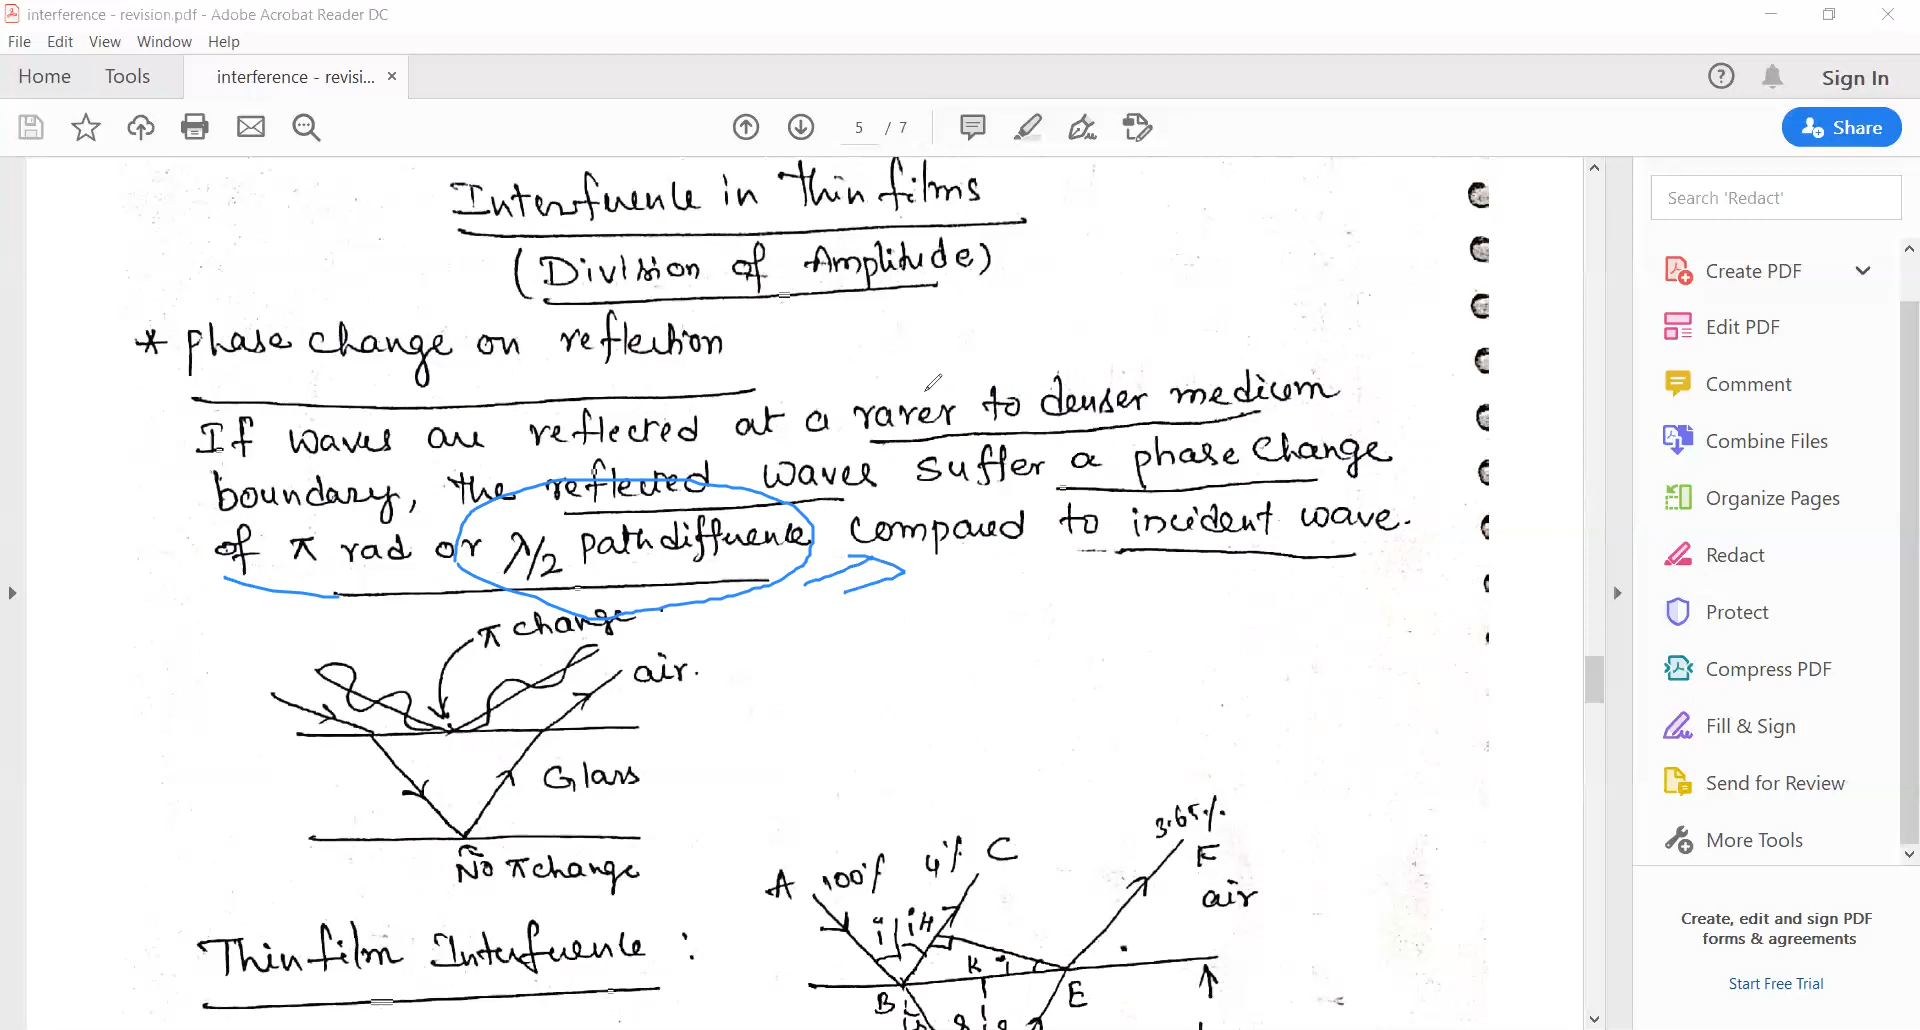 interference - revision.pdf - Adobe Acrobat Reader DC
File Edit View Window Help
Home Tools interference - revisi... × Sign In
5 / 7 Share
Interfuenle in Thin films
(Division of Amplitude)
* phase change on reflection
If waves are reflected at a rarer to denser medium
boundary, the reflected waves suffer a phase change
of π rad or λ/2 path diffuence compared to incident wave.
π change
air.
Glass
No π change
Thin film Interfuenle :
A 100% 4% C 3.65% F
air
i i H
K i
B E
Search 'Redact'
Create PDF
Edit PDF
Comment
Combine Files
Organize Pages
Redact
Protect
Compress PDF
Fill & Sign
Send for Review
More Tools
Create, edit and sign PDF
forms & agreements
Start Free Trial